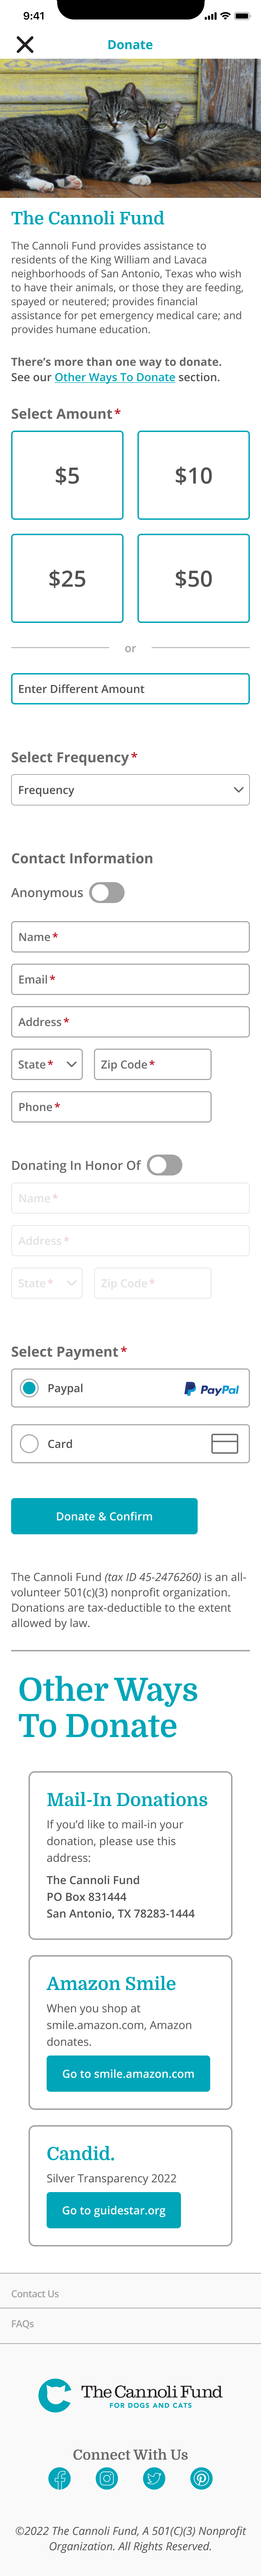 9:41
Donate
The Cannoli Fund
The Cannoli Fund provides assistance to
residents of the King William and Lavaca
neighborhoods of San Antonio, Texas who wish
to have their animals, or those they are feeding,
spayed or neutered; provides financial
assistance for pet emergency medical care; and
provides humane education.
There's more than one way to donate.
See our Other Ways To Donate section.
Select Amount*
$5
$10
$25
$50
or
Enter Different Amount
Select Frequency*
Frequency
Contact Information
Anonymous
Name*
Email*
Address*
State*
Zip Code*
Phone*
Donating In Honor Of
Name*
Address*
State*
Zip Code*
Select Payment*
Paypal
PayPal
Card
Donate & Confirm
The Cannoli Fund (tax ID 45-2476260) is an all-
volunteer 501(c)(3) nonprofit organization.
Donations are tax-deductible to the extent
allowed by law.
Other Ways
To Donate
Mail-In Donations
If you'd like to mail-in your
donation, please use this
address:
The Cannoli Fund
PO Box 831444
San Antonio, TX 78283-1444
Amazon Smile
When you shop at
smile.amazon.com, Amazon
donates.
Go to smile.amazon.com
Candid.
Silver Transparency 2022
Go to guidestar.org
Contact Us
FAQs
The Cannoli Fund
FOR DOGS AND CATS
Connect With Us
©2022 The Cannoli Fund, A 501(C)(3) Nonprofit
Organization. All Rights Reserved.